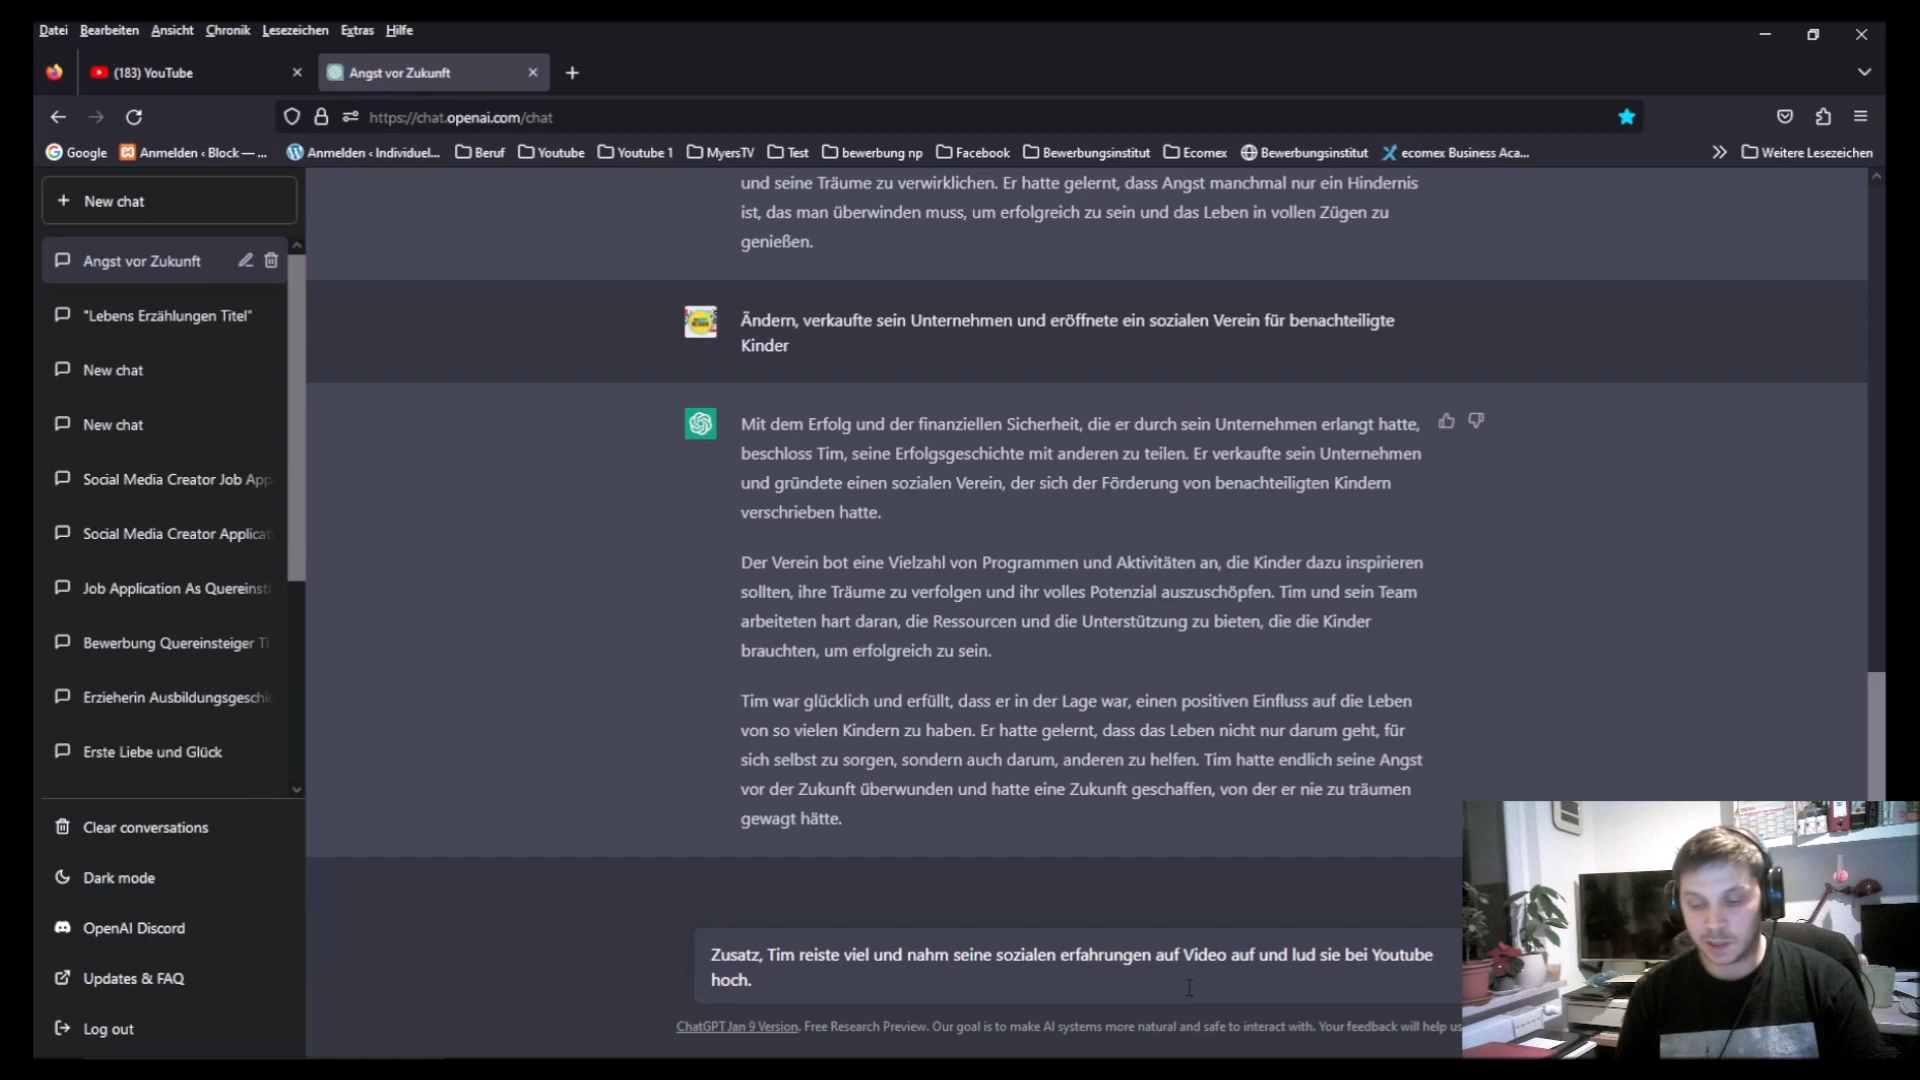 Datei Bearbeiten Ansicht Chronik Lesezeichen Extras Hilfe
(183) YouTube
Angst vor Zukunft
https://chat.openai.com/chat
Google
Anmelden ‹ Block — ...
Anmelden ‹ Individuel...
Beruf
Youtube
Youtube 1
MyersTV
Test
bewerbung np
Facebook
Bewerbungsinstitut
Ecomex
Bewerbungsinstitut
ecomex Business Aca...
Weitere Lesezeichen
New chat
Angst vor Zukunft
"Lebens Erzählungen Titel"
New chat
New chat
Social Media Creator Job App
Social Media Creator Applicat
Job Application As Quereinst
Bewerbung Quereinsteiger Ti
Erzieherin Ausbildungsgeschi
Erste Liebe und Glück
Clear conversations
Dark mode
OpenAI Discord
Updates & FAQ
Log out
und seine Träume zu verwirklichen. Er hatte gelernt, dass Angst manchmal nur ein Hindernis
ist, das man überwinden muss, um erfolgreich zu sein und das Leben in vollen Zügen zu
genießen.
Ändern, verkaufte sein Unternehmen und eröffnete ein sozialen Verein für benachteiligte
Kinder
Mit dem Erfolg und der finanziellen Sicherheit, die er durch sein Unternehmen erlangt hatte,
beschloss Tim, seine Erfolgsgeschichte mit anderen zu teilen. Er verkaufte sein Unternehmen
und gründete einen sozialen Verein, der sich der Förderung von benachteiligten Kindern
verschrieben hatte.
Der Verein bot eine Vielzahl von Programmen und Aktivitäten an, die Kinder dazu inspirieren
sollten, ihre Träume zu verfolgen und ihr volles Potenzial auszuschöpfen. Tim und sein Team
arbeiteten hart daran, die Ressourcen und die Unterstützung zu bieten, die die Kinder
brauchten, um erfolgreich zu sein.
Tim war glücklich und erfüllt, dass er in der Lage war, einen positiven Einfluss auf die Leben
von so vielen Kindern zu haben. Er hatte gelernt, dass das Leben nicht nur darum geht, für
sich selbst zu sorgen, sondern auch darum, anderen zu helfen. Tim hatte endlich seine Angst
vor der Zukunft überwunden und hatte eine Zukunft geschaffen, von der er nie zu träumen
gewagt hätte.
Zusatz, Tim reiste viel und nahm seine sozialen erfahrungen auf Video auf und lud sie bei Youtube
hoch.
ChatGPT Jan 9 Version. Free Research Preview. Our goal is to make AI systems more natural and safe to interact with. Your feedback will help us